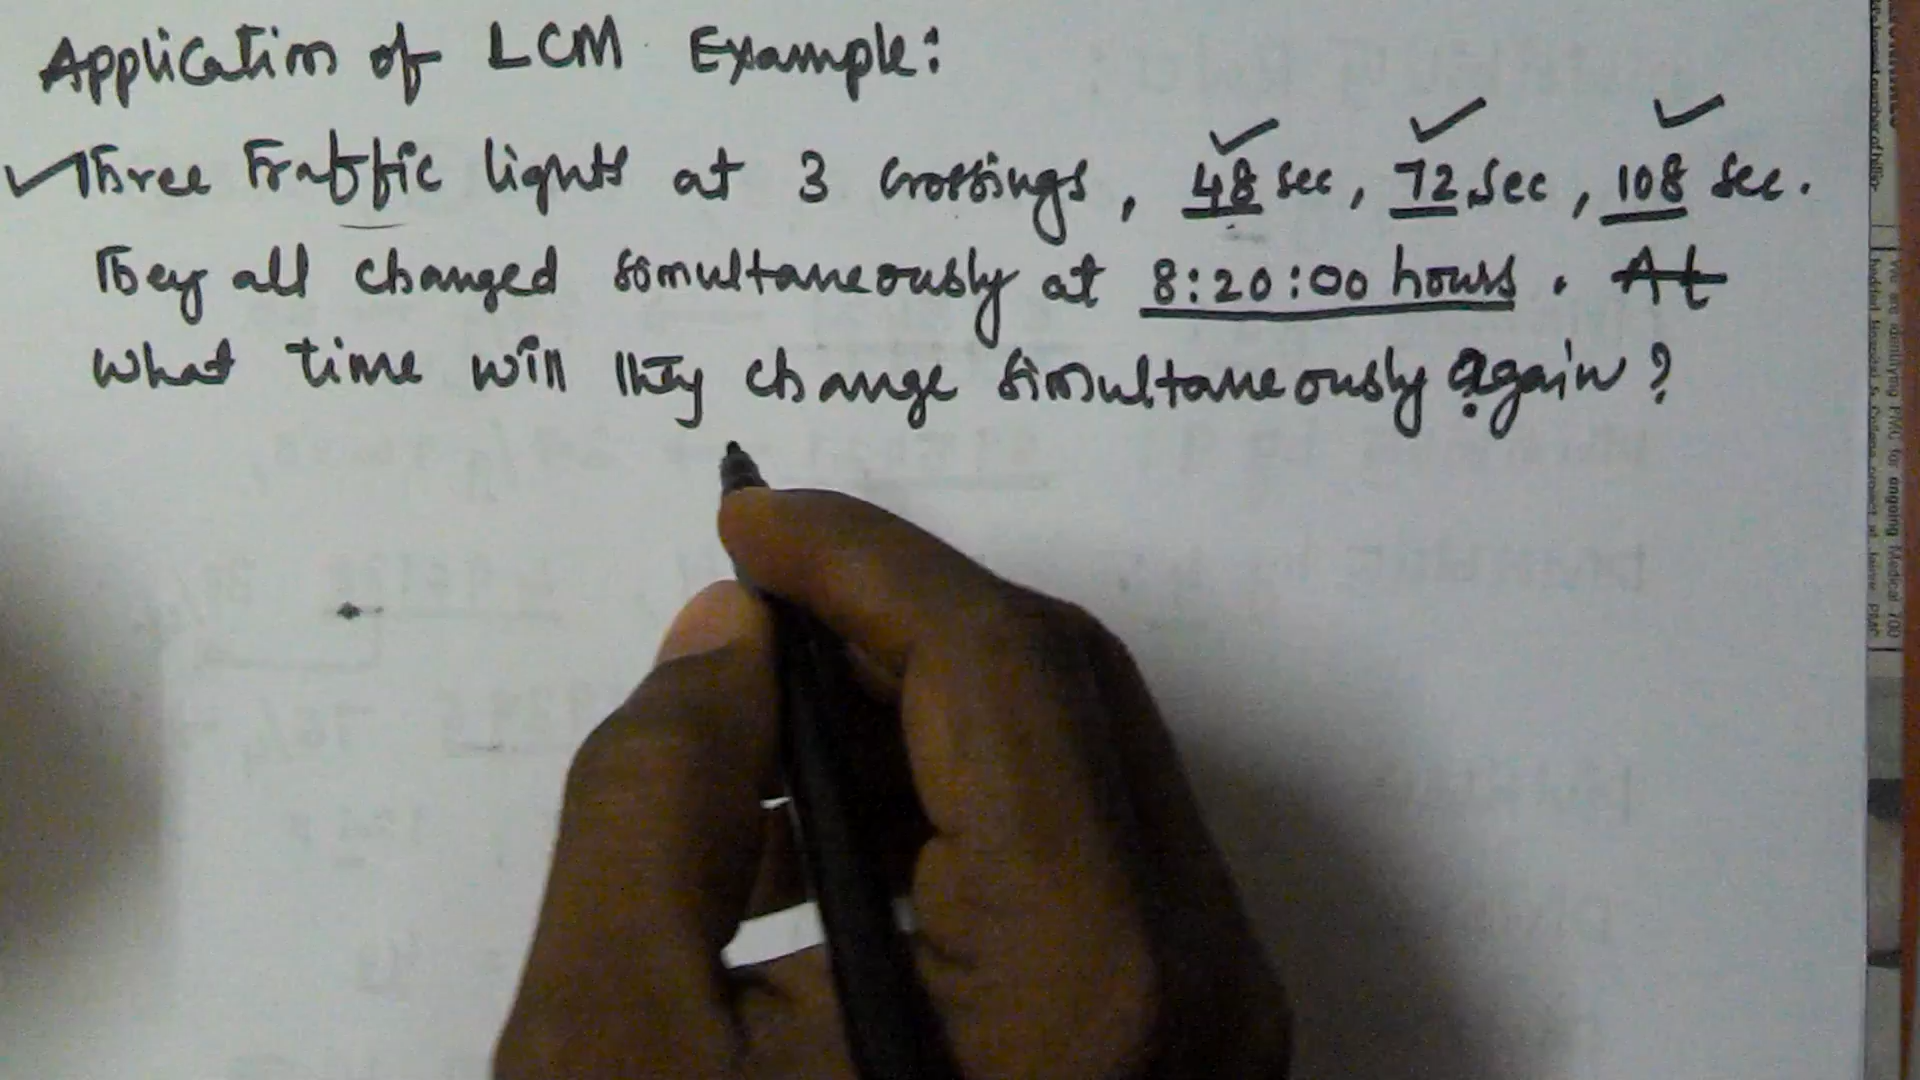 Application of LCM Example:
Three Traffic lights at 3 crossings, 48 sec, 72 sec, 108 sec.
They all changed simultaneously at 8:20:00 hours. At
what time will they change simultaneously again?